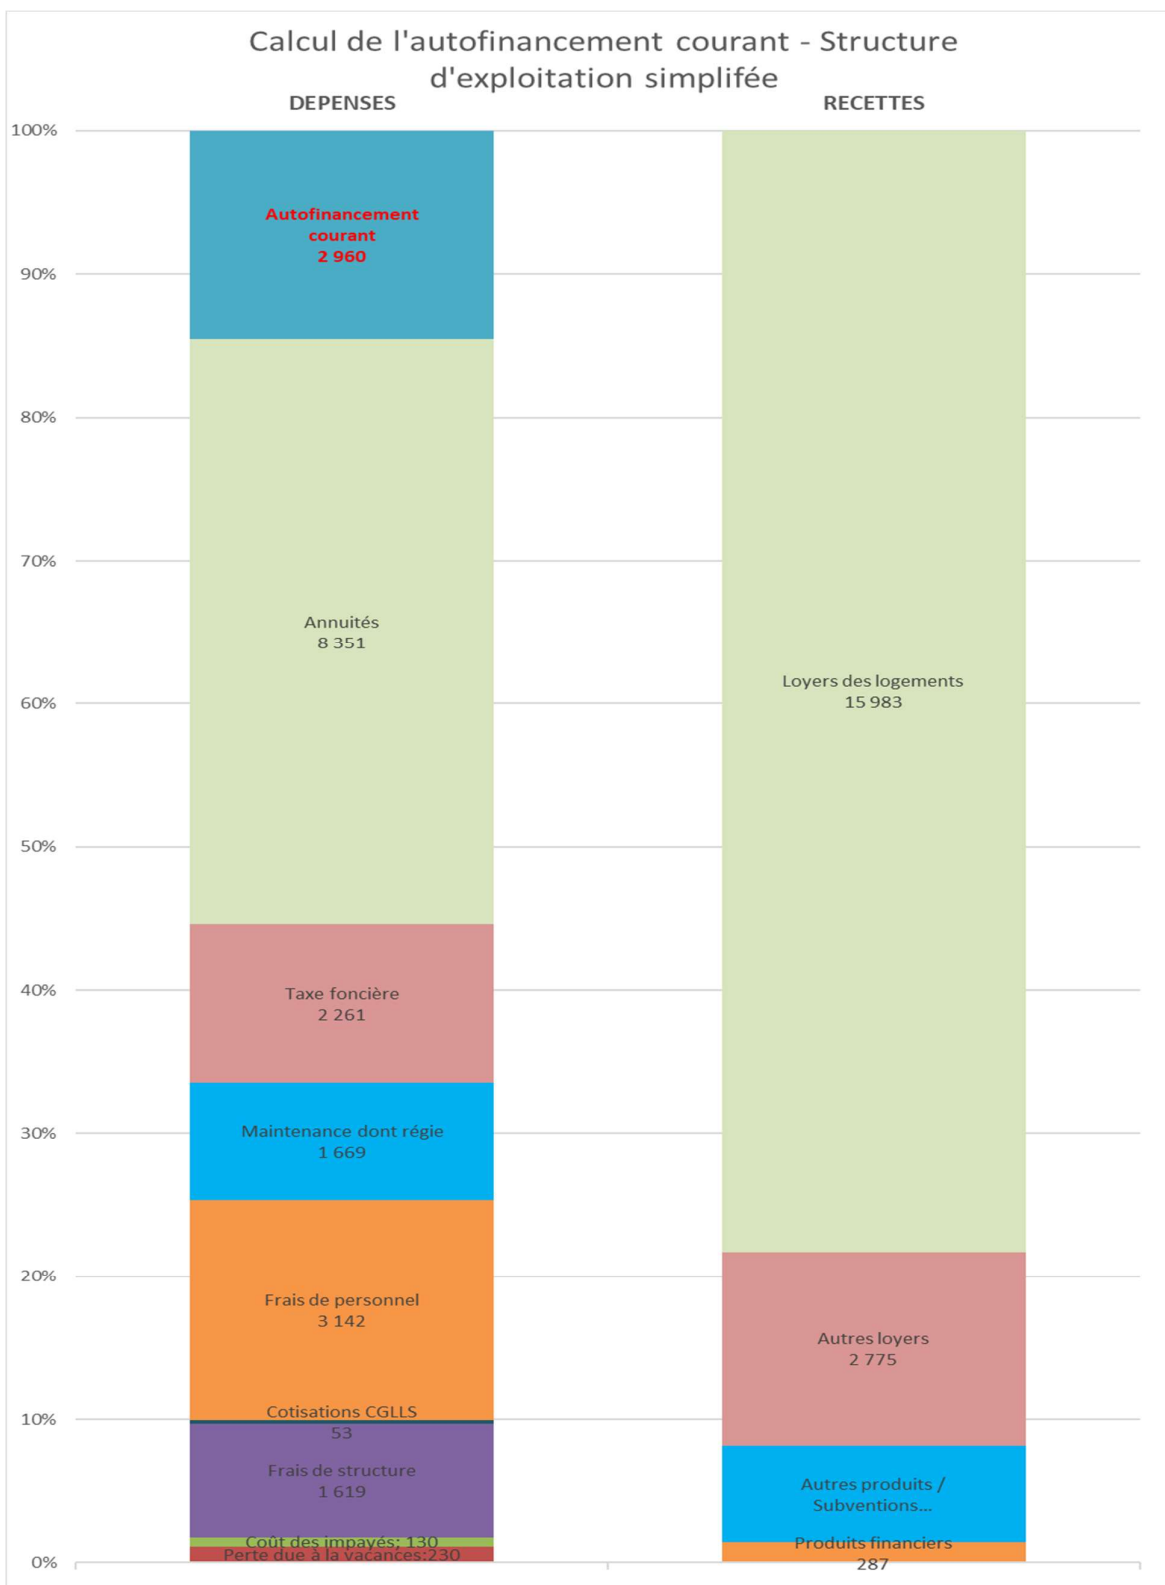 Calcul de l'autofinancement courant - Structure
d'exploitation simplifée
DEPENSES
RECETTES
100%
90%
80%
70%
60%
50%
40%
30%
20%
10%
0%
Autofinancement
courant
2 960
Annuités
8 351
Taxe foncière
2 261
Maintenance dont régie
1 669
Frais de personnel
3 142
Cotisations CGLLS
53
Frais de structure
1 619
Coût des impayés; 130
Perte due à la vacances;230
Loyers des logements
15 983
Autres loyers
2 775
Autres produits /
Subventions...
Produits financiers
287